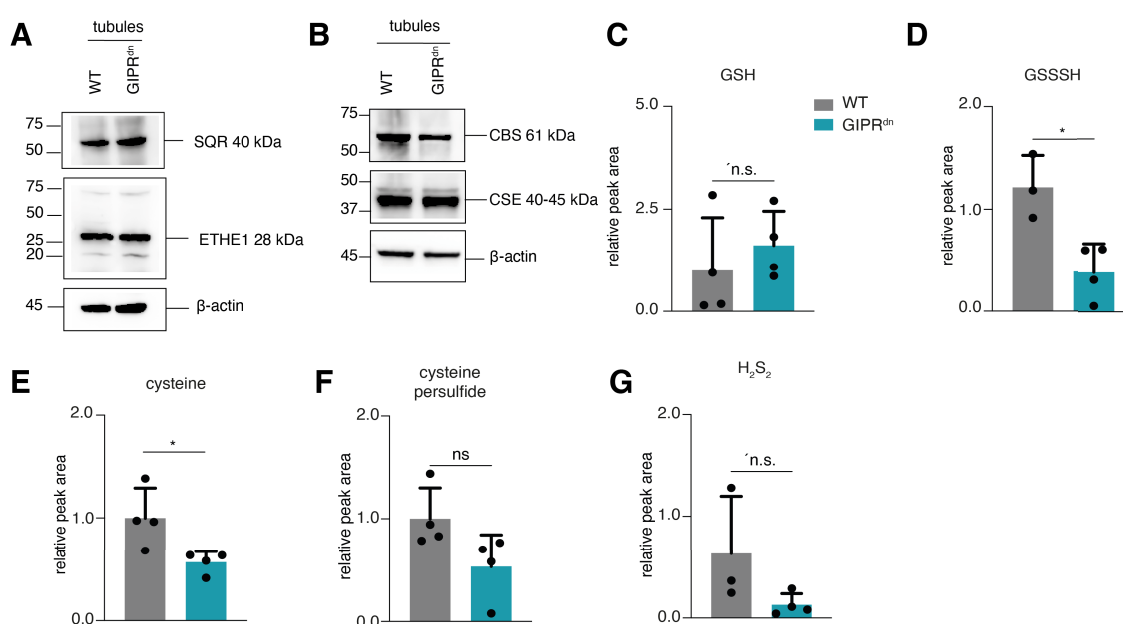 A
tubules
WT
GIPRdn
75
50
SQR 40 kDa
75
50
25
20
ETHE1 28 kDa
45
β-actin
B
tubules
WT
GIPRdn
75
50
CBS 61 kDa
50
37
CSE 40-45 kDa
45
β-actin
C
GSH
relative peak area
5.0
2.5
0.0
´n.s.
WT
GIPRdn
D
GSSSH
relative peak area
2.0
1.0
0.0
*
E
cysteine
relative peak area
2.0
1.0
0.0
*
F
cysteine
persulfide
relative peak area
2.0
1.0
0.0
ns
G
H2S2
relative peak area
2.0
1.0
0.0
´n.s.